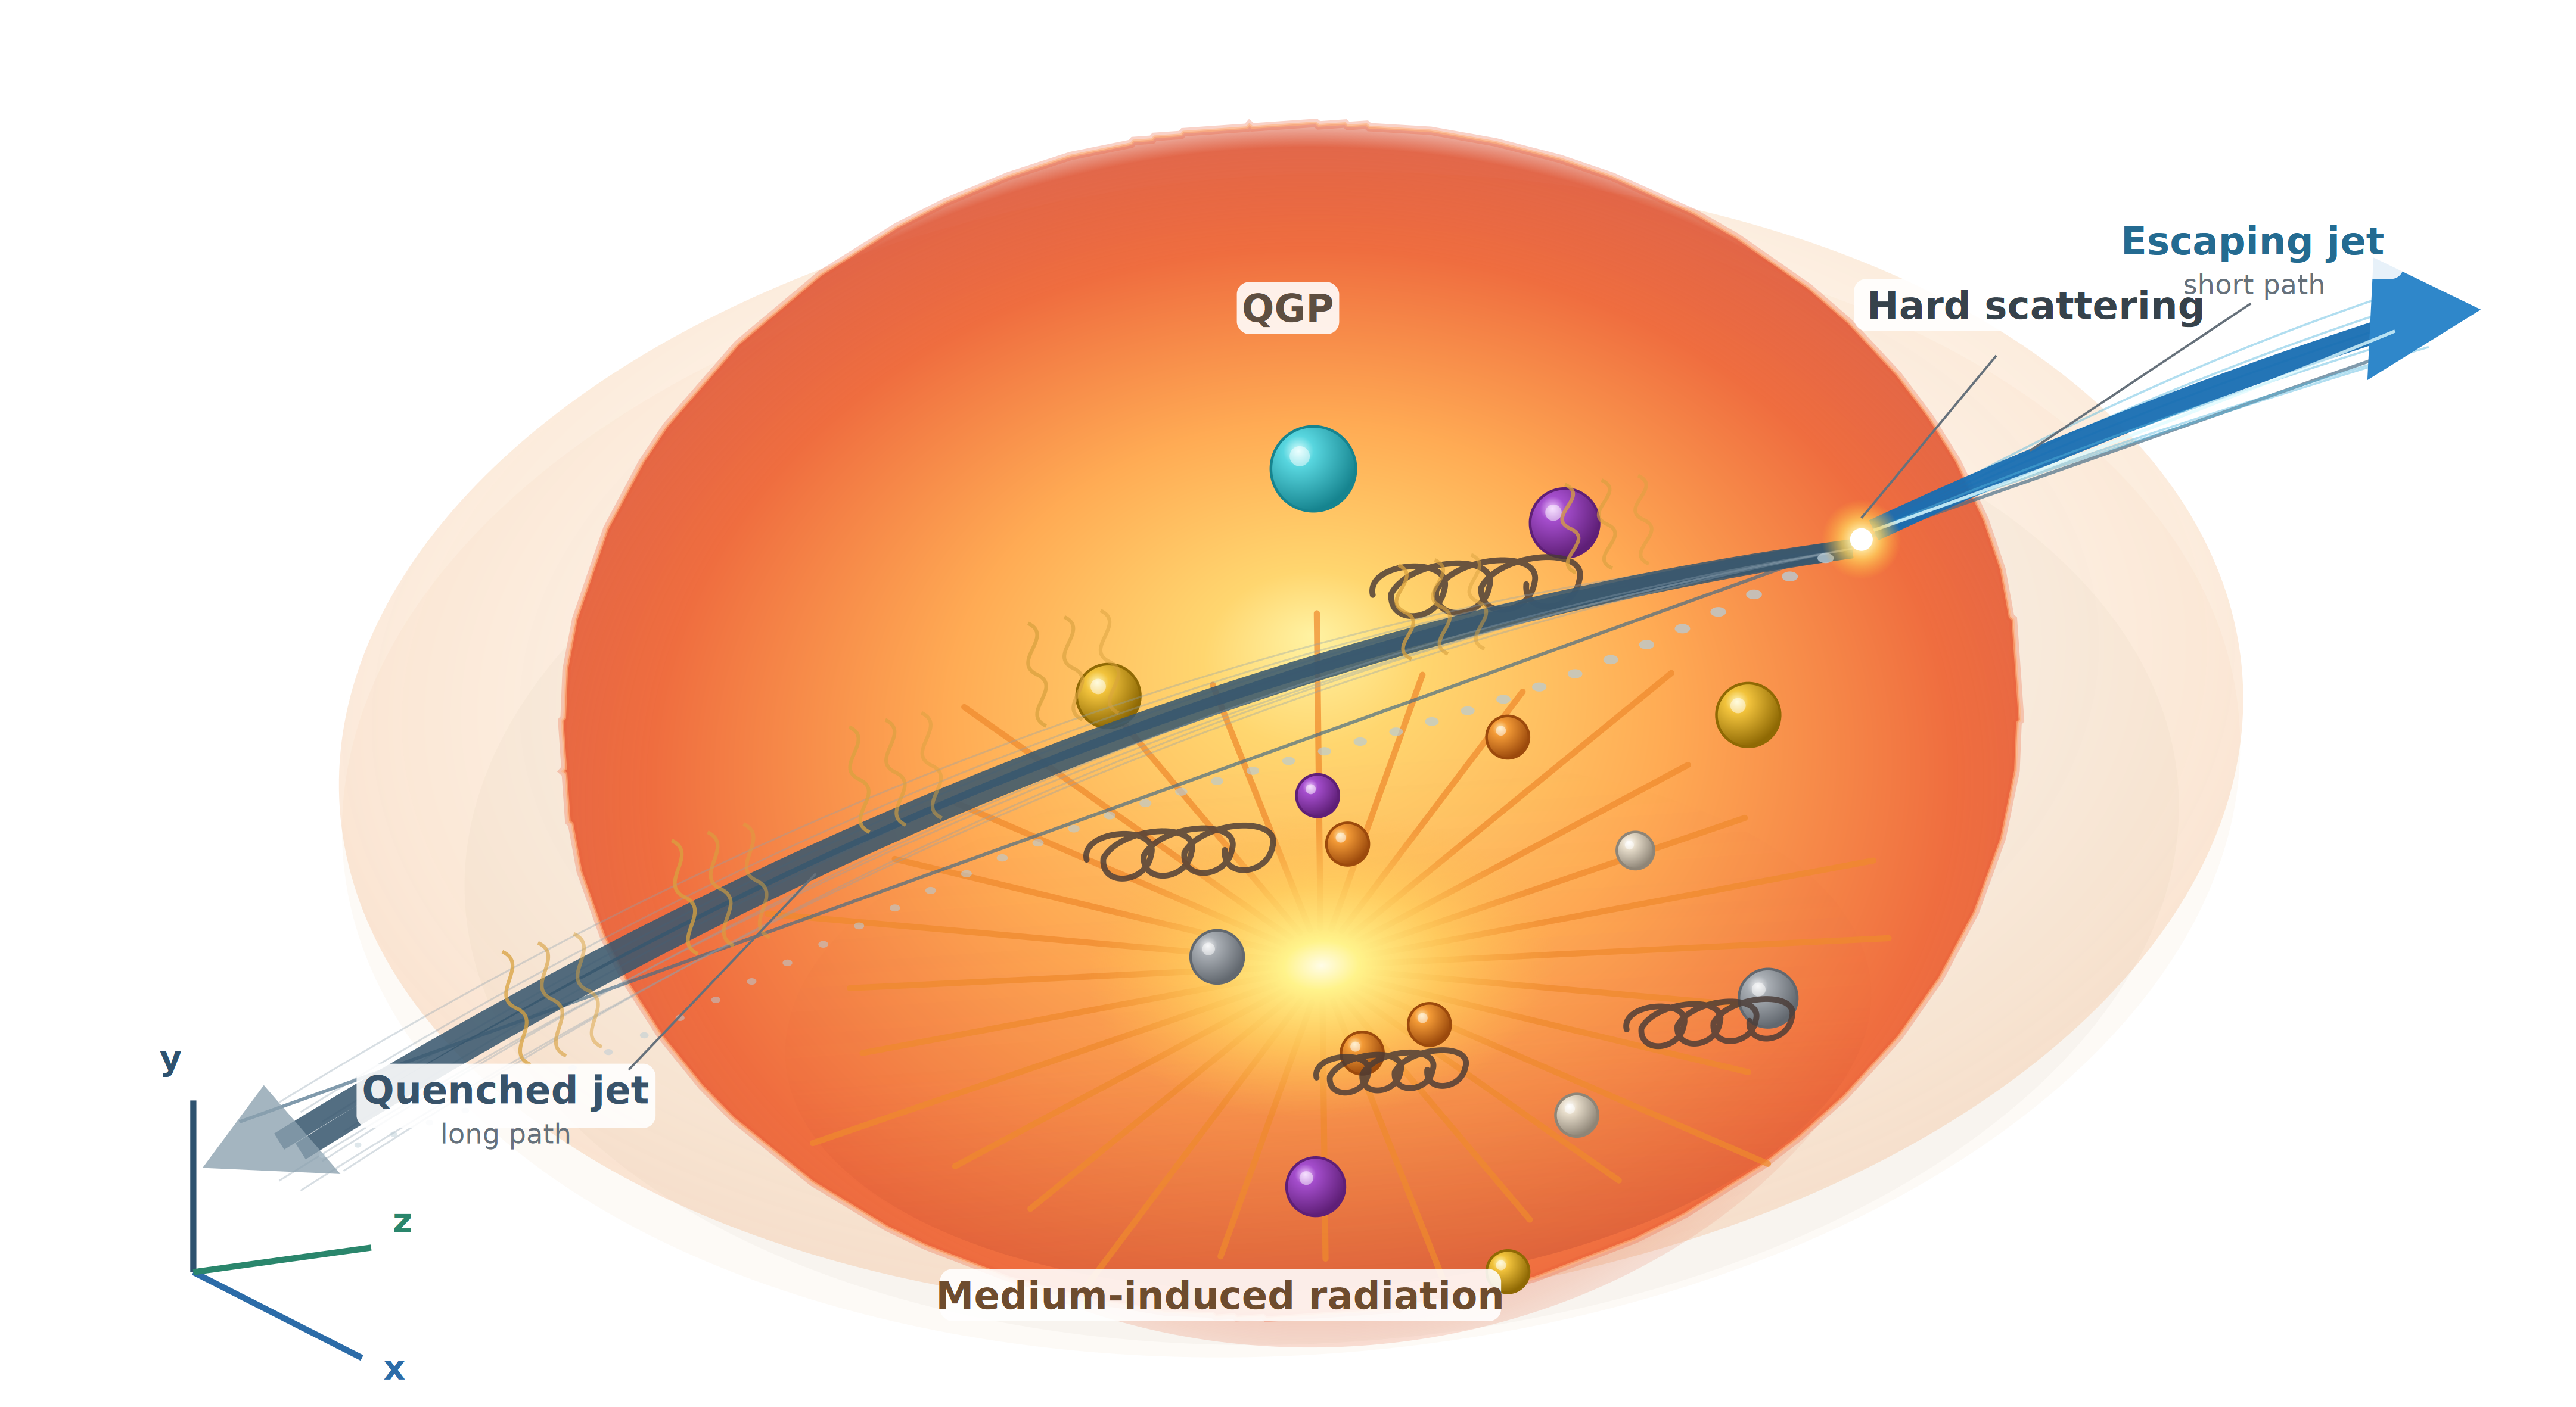 Escaping jet
short path
Hard scattering
QGP
Quenched jet
long path
Medium-induced radiation
y
z
x